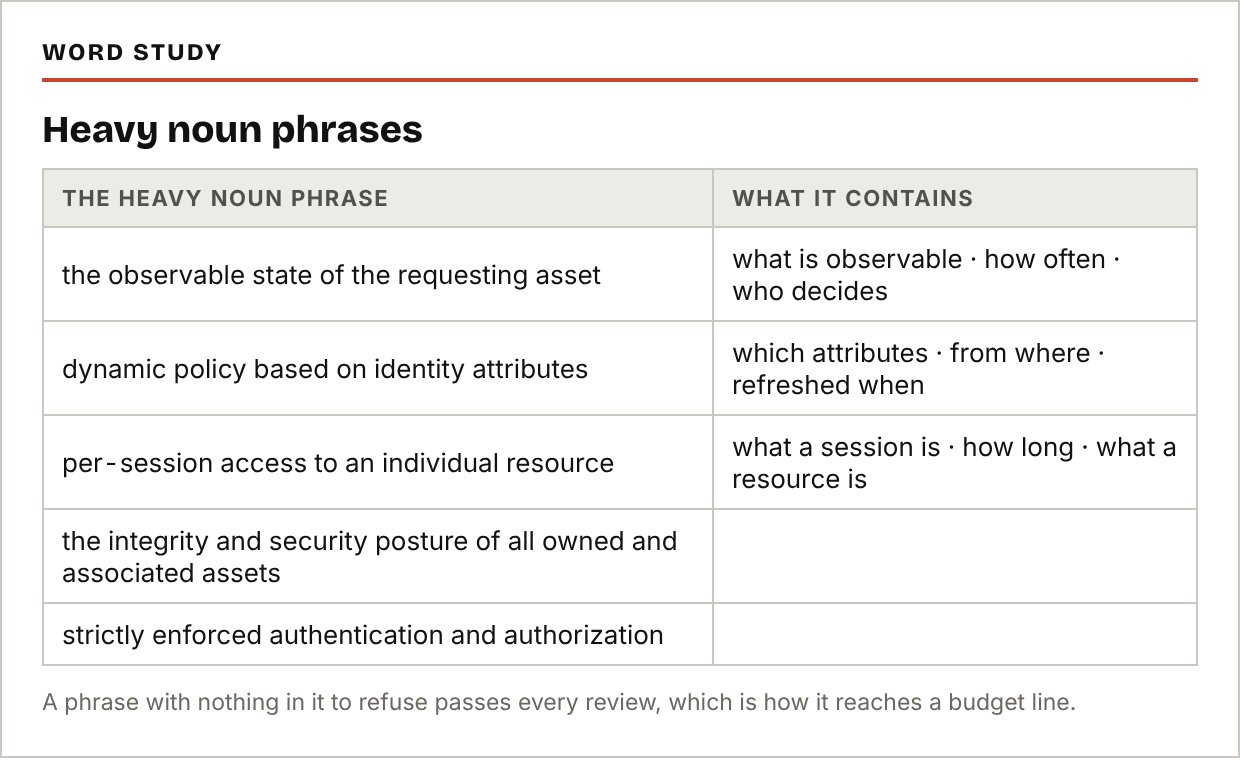 WORD STUDY
Heavy noun phrases
THE HEAVY NOUN PHRASE
WHAT IT CONTAINS
the observable state of the requesting asset
what is observable · how often ·
who decides
dynamic policy based on identity attributes
which attributes · from where ·
refreshed when
per-session access to an individual resource
what a session is · how long · what a
resource is
the integrity and security posture of all owned and
associated assets
strictly enforced authentication and authorization
A phrase with nothing in it to refuse passes every review, which is how it reaches a budget line.